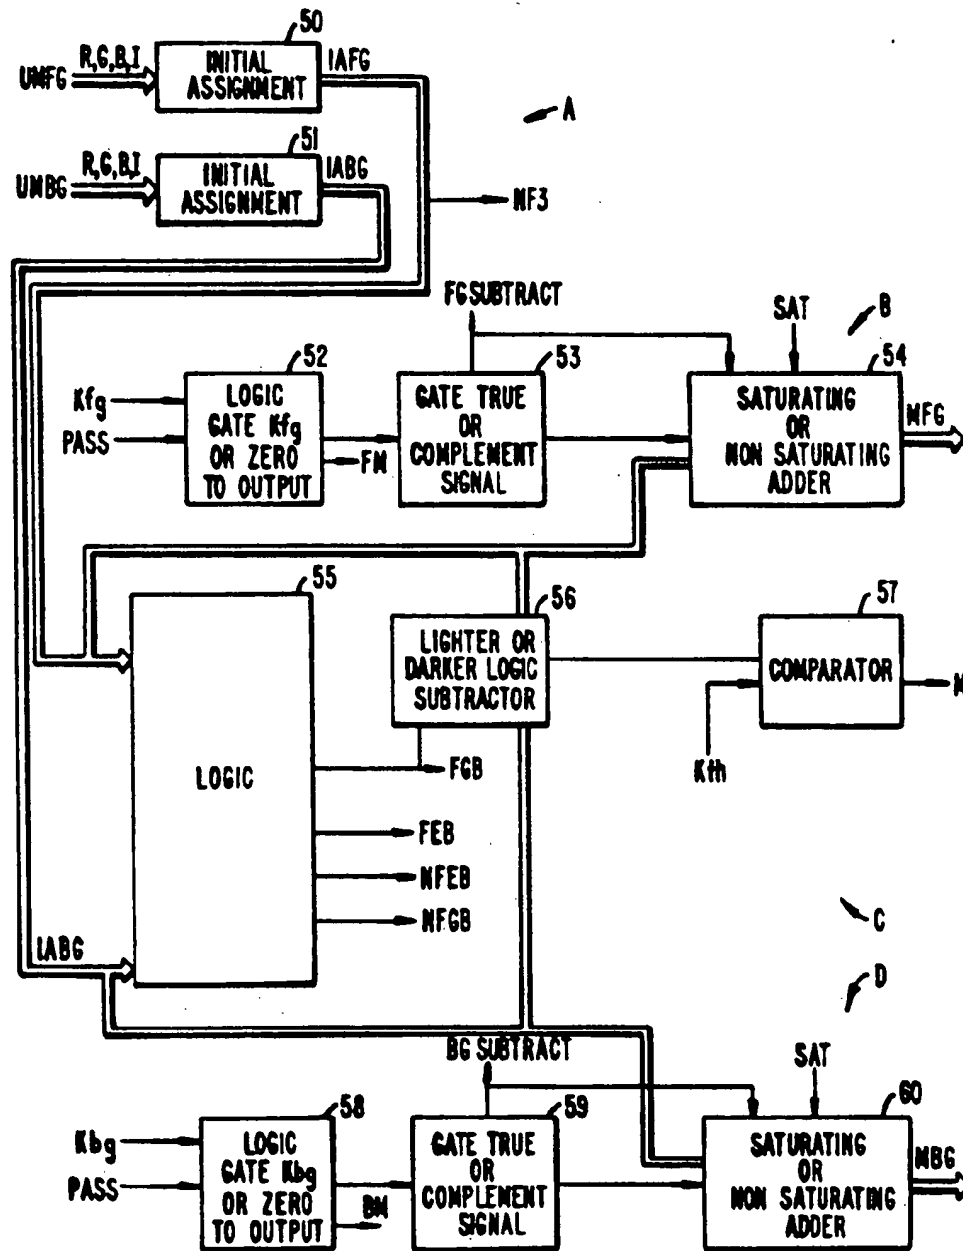 50
R,G,B,I
UMFG
INITIAL
ASSIGNMENT
IAFG
A
51
R,G,B,I
UMBG
INITIAL
ASSIGNMENT
IABG
NF3
FG SUBTRACT
SAT
B
52
53
54
Kfg
PASS
LOGIC
GATE Kfg
OR ZERO
TO OUTPUT
FM
GATE TRUE
OR
COMPLEMENT
SIGNAL
SATURATING
OR
NON SATURATING
ADDER
MFG
55
56
57
LOGIC
LIGHTER OR
DARKER LOGIC
SUBTRACTOR
COMPARATOR
M
Kth
FGB
FEB
NFEB
NFGB
C
IABG
D
BG SUBTRACT
SAT
58
59
60
Kbg
PASS
LOGIC
GATE Kbg
OR ZERO
TO OUTPUT
BM
GATE TRUE
OR
COMPLEMENT
SIGNAL
SATURATING
OR
NON SATURATING
ADDER
MBG